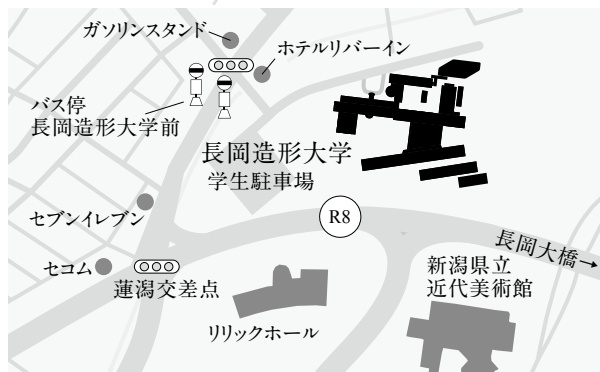 ガソリンスタンド
ホテルリバーイン
バス停
長岡造形大学前
長岡造形大学
学生駐車場
セブンイレブン
R8
長岡大橋→
セコム
蓮潟交差点
新潟県立
近代美術館
リリックホール